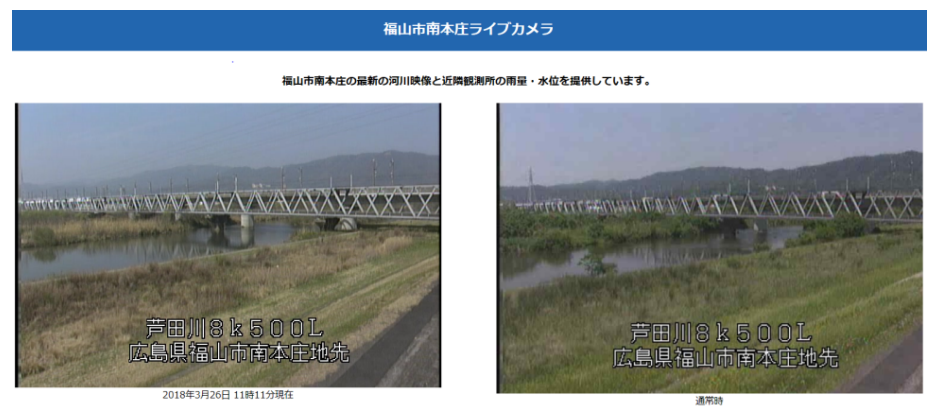 福山市南本庄ライブカメラ
福山市南本庄の最新の河川映像と近隣観測所の雨量・水位を提供しています。
芦田川8k500L
広島県福山市南本庄地先
2018年3月26日 11時11分現在
芦田川8k500L
広島県福山市南本庄地先
通常時